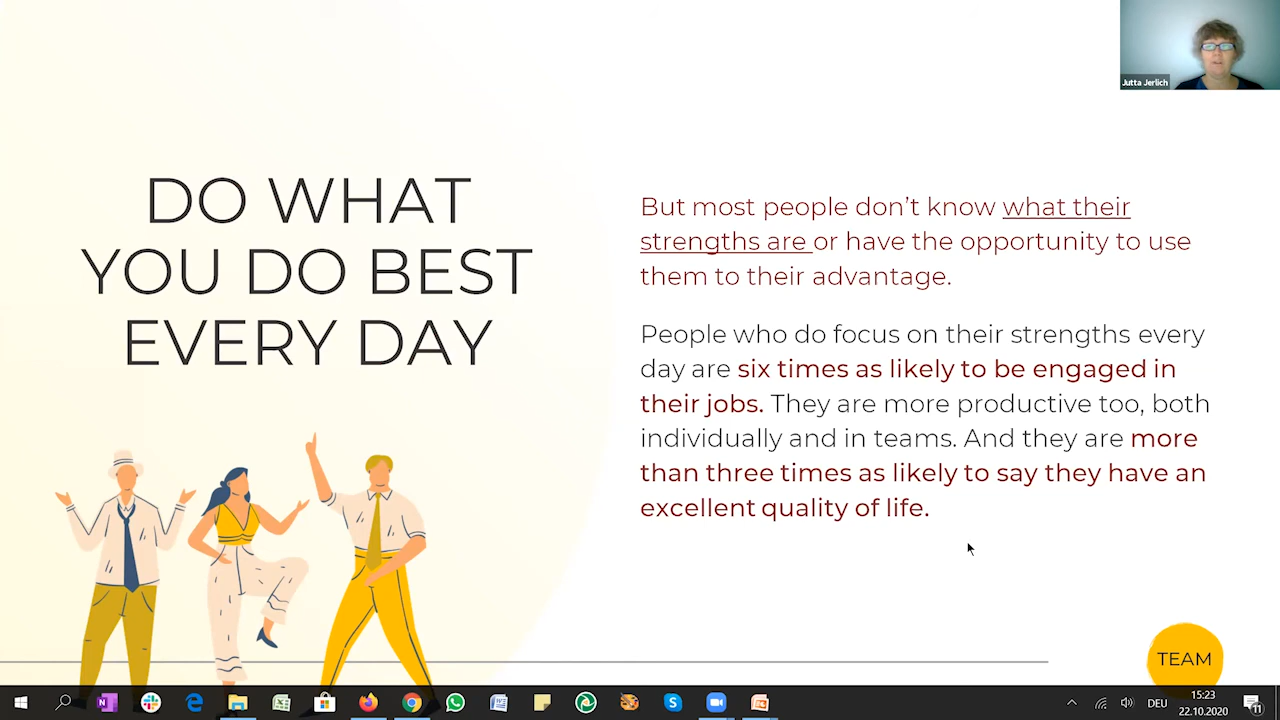 Jutta Jerlich
DO WHAT
YOU DO BEST
EVERY DAY
But most people don’t know what their
strengths are or have the opportunity to use
them to their advantage.
People who do focus on their strengths every
day are six times as likely to be engaged in
their jobs. They are more productive too, both
individually and in teams. And they are more
than three times as likely to say they have an
excellent quality of life.
TEAM
DEU
15:23
22.10.2020
11